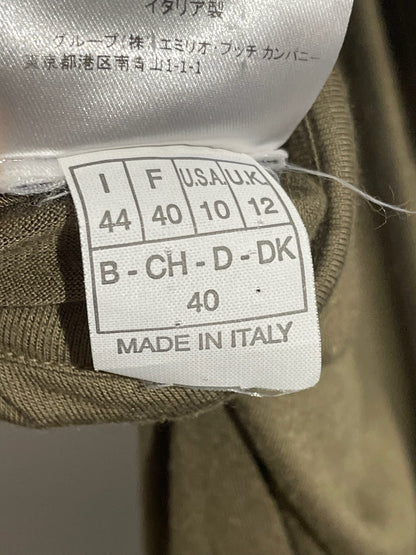 イタリア製
グループ(株) エミリオ・プッチ カンパニー
東京都港区南青山1-1-1
I F U.S.A. U.K.
44 40 10 12
B - CH - D - DK
40
MADE IN ITALY